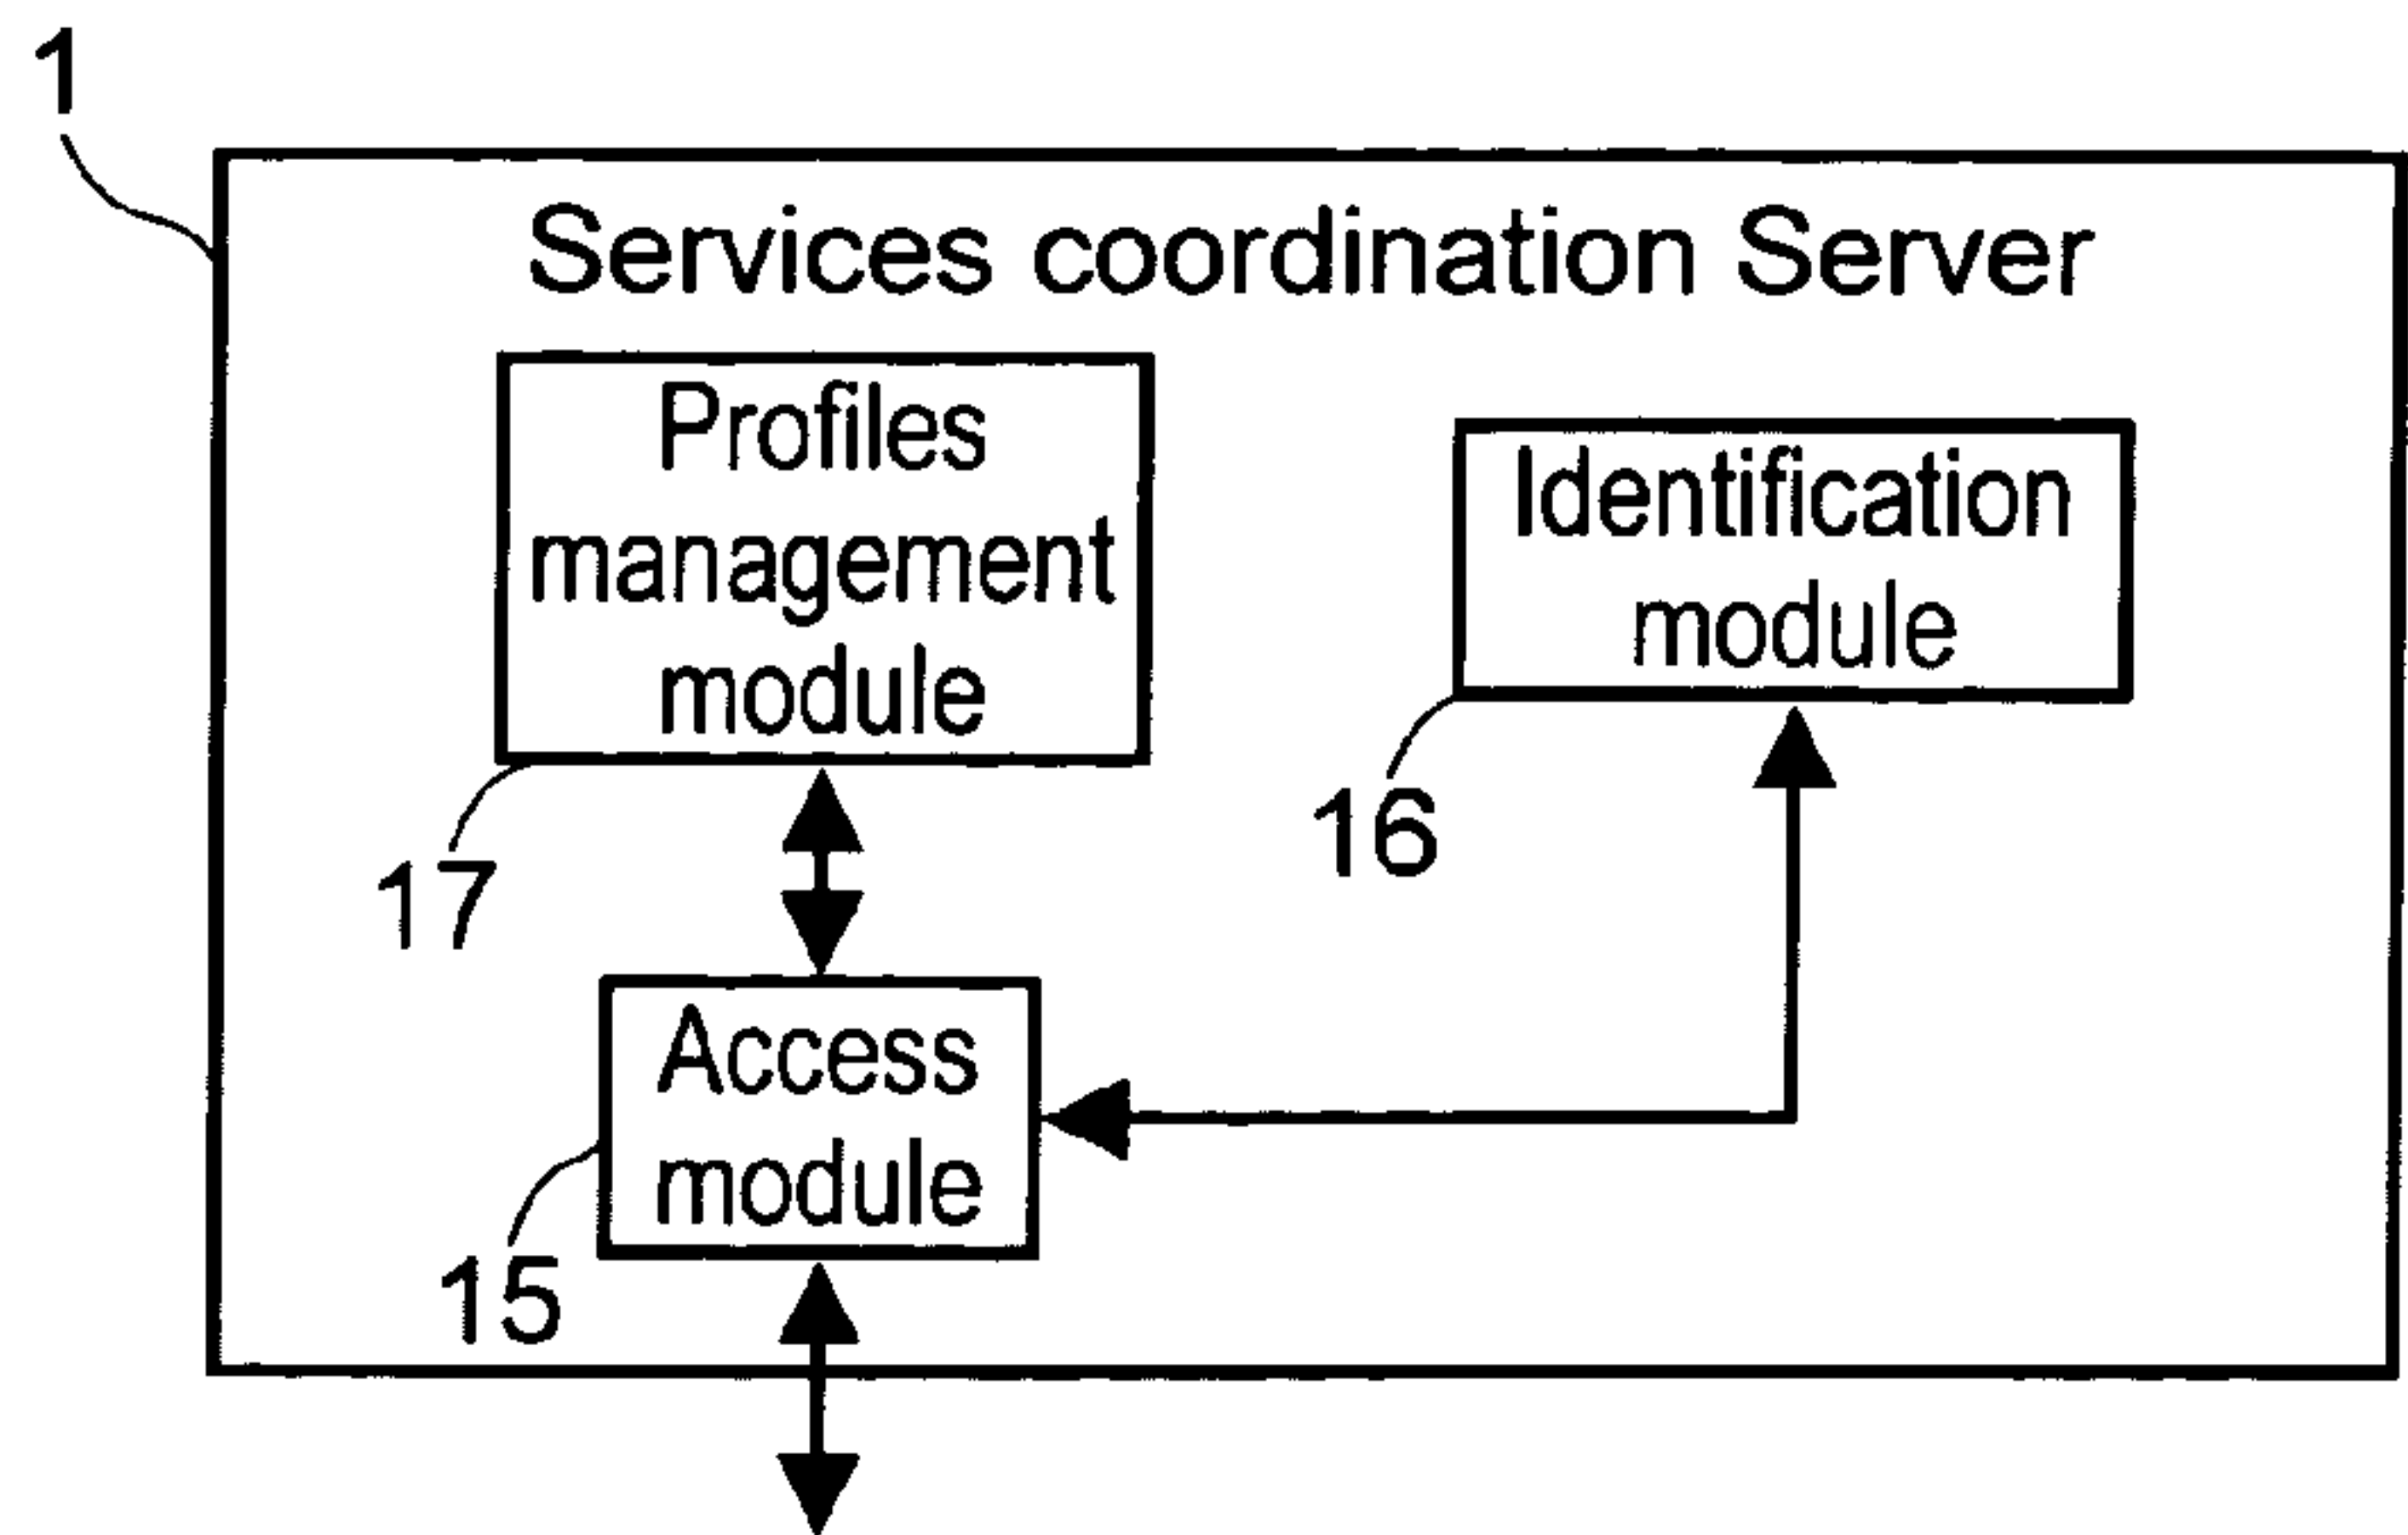 1
Services coordination Server
Profiles
management
module
Identification
module
17
16
Access
module
15